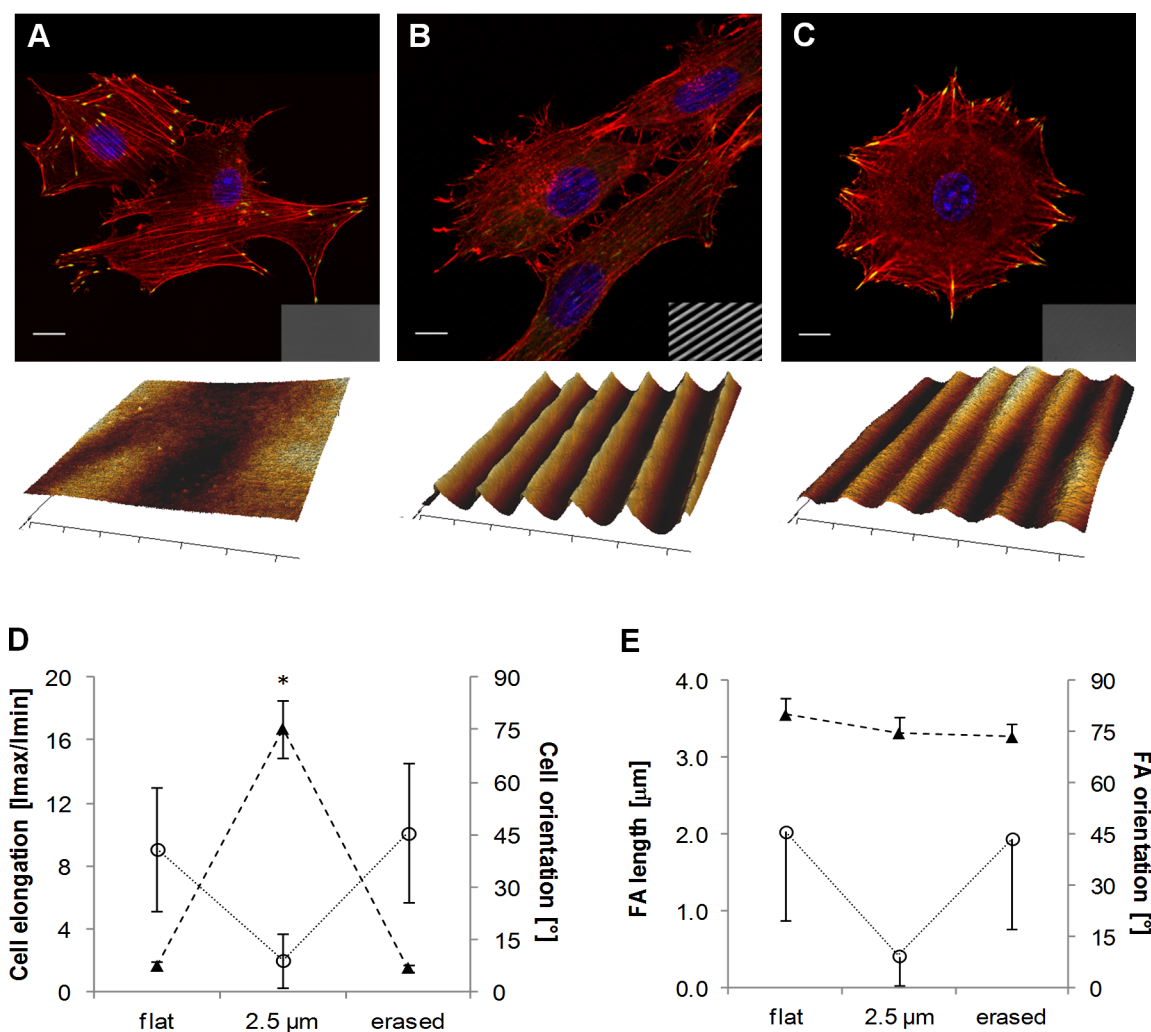 A
B
C
D
E
20
16
12
8
4
0
Cell elongation [Imax/Imin]
90
75
60
45
30
15
0
Cell orientation [°]
*
flat
2.5 µm
erased
4.0
3.0
2.0
1.0
0.0
FA length [µm]
90
75
60
45
30
15
0
FA orientation [°]
flat
2.5 µm
erased